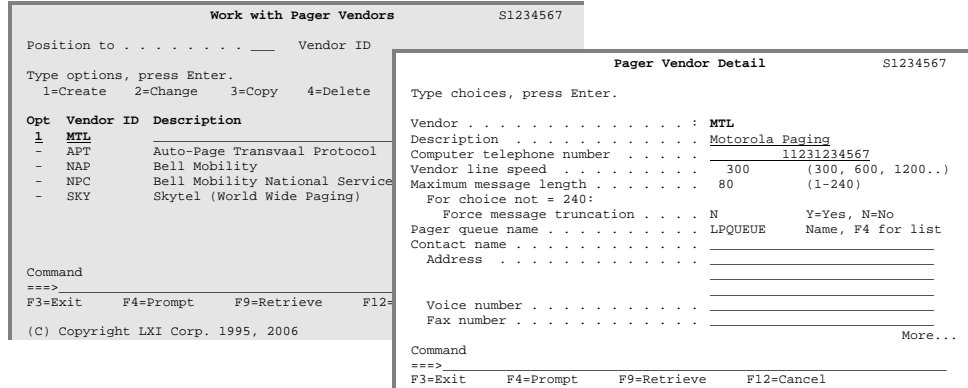 Work with Pager Vendors S1234567
Position to . . . . . . . . ___ Vendor ID
Type options, press Enter.
1=Create 2=Change 3=Copy 4=Delete
Opt Vendor ID Description
1 MTL
- APT Auto-Page Transvaal Protocol
- NAP Bell Mobility
- NPC Bell Mobility National Service
- SKY Skytel (World Wide Paging)
Command
===>
F3=Exit F4=Prompt F9=Retrieve F12=
(C) Copyright LXI Corp. 1995, 2006
Pager Vendor Detail S1234567
Type choices, press Enter.
Vendor . . . . . . . . . . . . . . : MTL
Description . . . . . . . . . . . . Motorola Paging
Computer telephone number . . . . . 11231234567
Vendor line speed . . . . . . . . . 300 (300, 600, 1200..)
Maximum message length . . . . . . . 80 (1-240)
For choice not = 240:
Force message truncation . . . . N Y=Yes, N=No
Pager queue name . . . . . . . . . . LPQUEUE Name, F4 for list
Contact name . . . . . . . . . . . .
Address . . . . . . . . . . . . .
Voice number . . . . . . . . . . .
Fax number . . . . . . . . . . . .
More...
Command
===>
F3=Exit F4=Prompt F9=Retrieve F12=Cancel